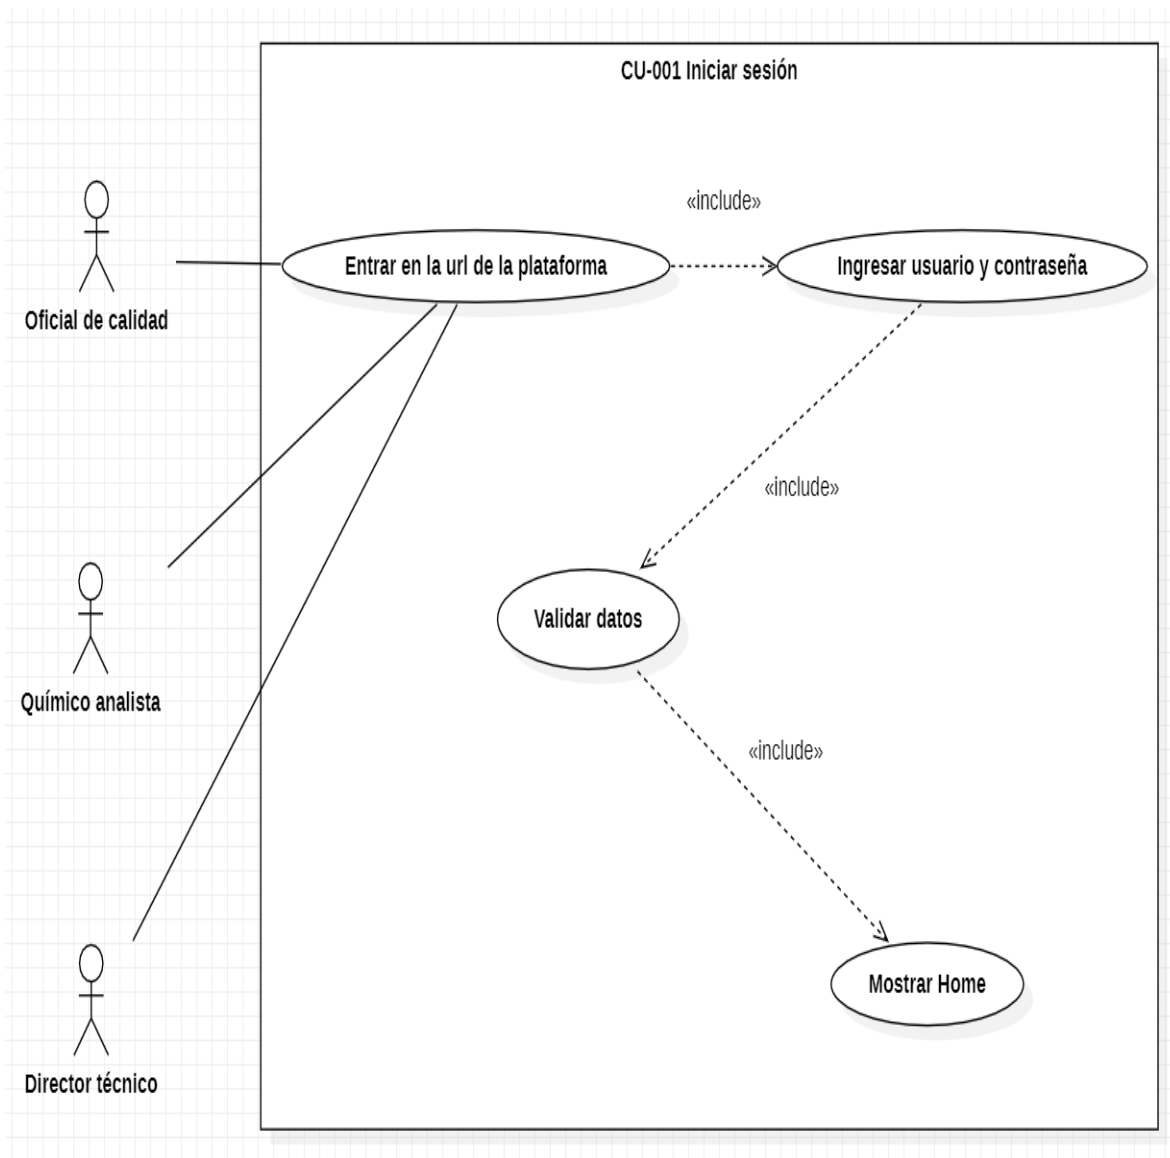 CU-001 Iniciar sesión
«include»
Entrar en la url de la plataforma
Ingresar usuario y contraseña
Oficial de calidad
«include»
Validar datos
Químico analista
«include»
Mostrar Home
Director técnico